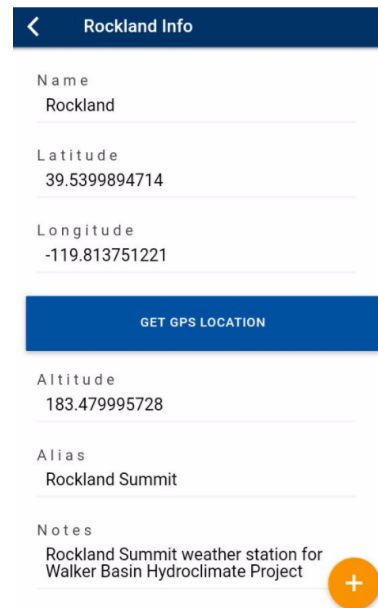 Rockland Info
Name
Rockland
Latitude
39.5399894714
Longitude
-119.813751221
GET GPS LOCATION
Altitude
183.479995728
Alias
Rockland Summit
Notes
Rockland Summit weather station for
Walker Basin Hydroclimate Project